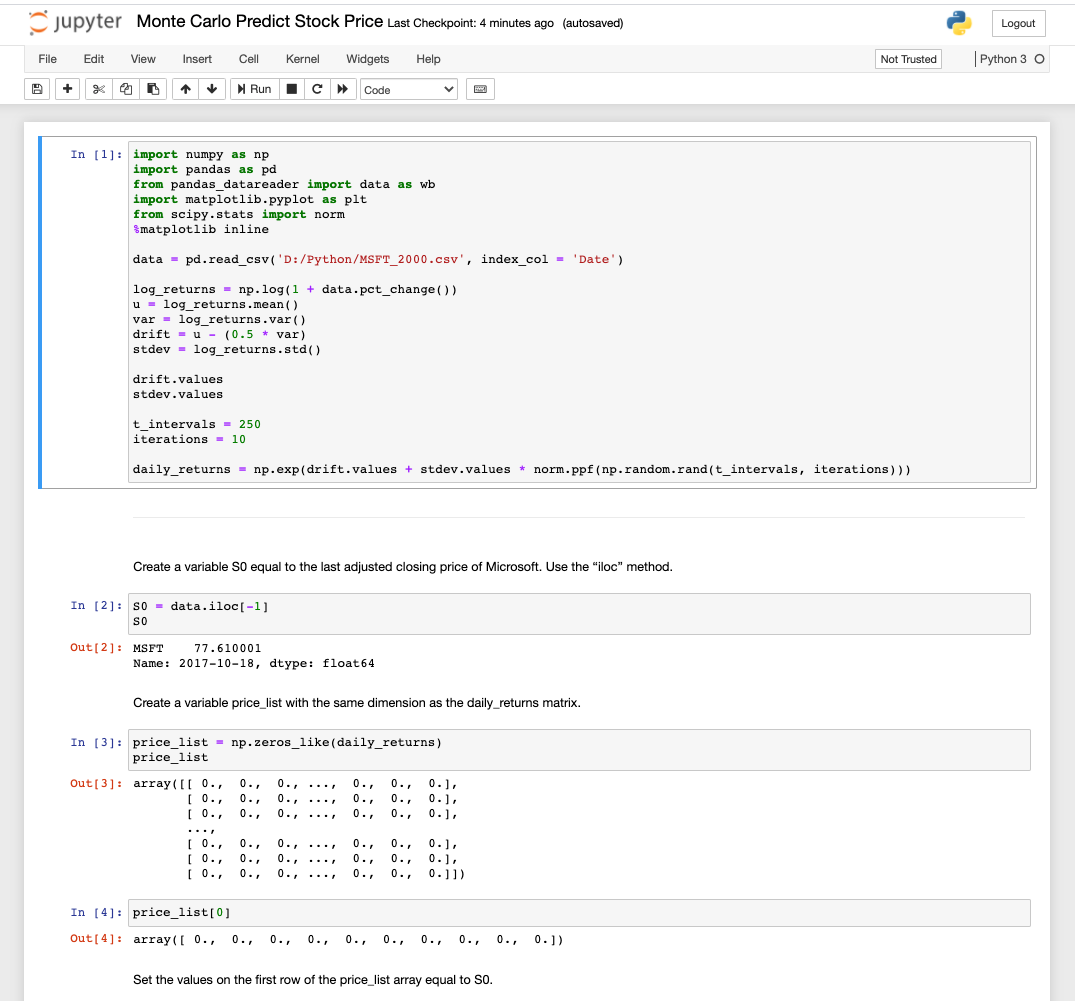 jupyter Monte Carlo Predict Stock Price Last Checkpoint: 4 minutes ago (autosaved) Logout
File Edit View Insert Cell Kernel Widgets Help Not Trusted Python 3
Run Code
In [1]: import numpy as np
import pandas as pd
from pandas_datareader import data as wb
import matplotlib.pyplot as plt
from scipy.stats import norm
%matplotlib inline
data = pd.read_csv('D:/Python/MSFT_2000.csv', index_col = 'Date')
log_returns = np.log(1 + data.pct_change())
u = log_returns.mean()
var = log_returns.var()
drift = u - (0.5 * var)
stdev = log_returns.std()
drift.values
stdev.values
t_intervals = 250
iterations = 10
daily_returns = np.exp(drift.values + stdev.values * norm.ppf(np.random.rand(t_intervals, iterations)))
Create a variable S0 equal to the last adjusted closing price of Microsoft. Use the “iloc” method.
In [2]: S0 = data.iloc[-1]
S0
Out[2]: MSFT    77.610001
Name: 2017-10-18, dtype: float64
Create a variable price_list with the same dimension as the daily_returns matrix.
In [3]: price_list = np.zeros_like(daily_returns)
price_list
Out[3]: array([[ 0.,  0.,  0., ...,  0.,  0.,  0.],
[ 0.,  0.,  0., ...,  0.,  0.,  0.],
[ 0.,  0.,  0., ...,  0.,  0.,  0.],
...,
[ 0.,  0.,  0., ...,  0.,  0.,  0.],
[ 0.,  0.,  0., ...,  0.,  0.,  0.],
[ 0.,  0.,  0., ...,  0.,  0.,  0.]])
In [4]: price_list[0]
Out[4]: array([ 0.,  0.,  0.,  0.,  0.,  0.,  0.,  0.,  0.,  0.])
Set the values on the first row of the price_list array equal to S0.